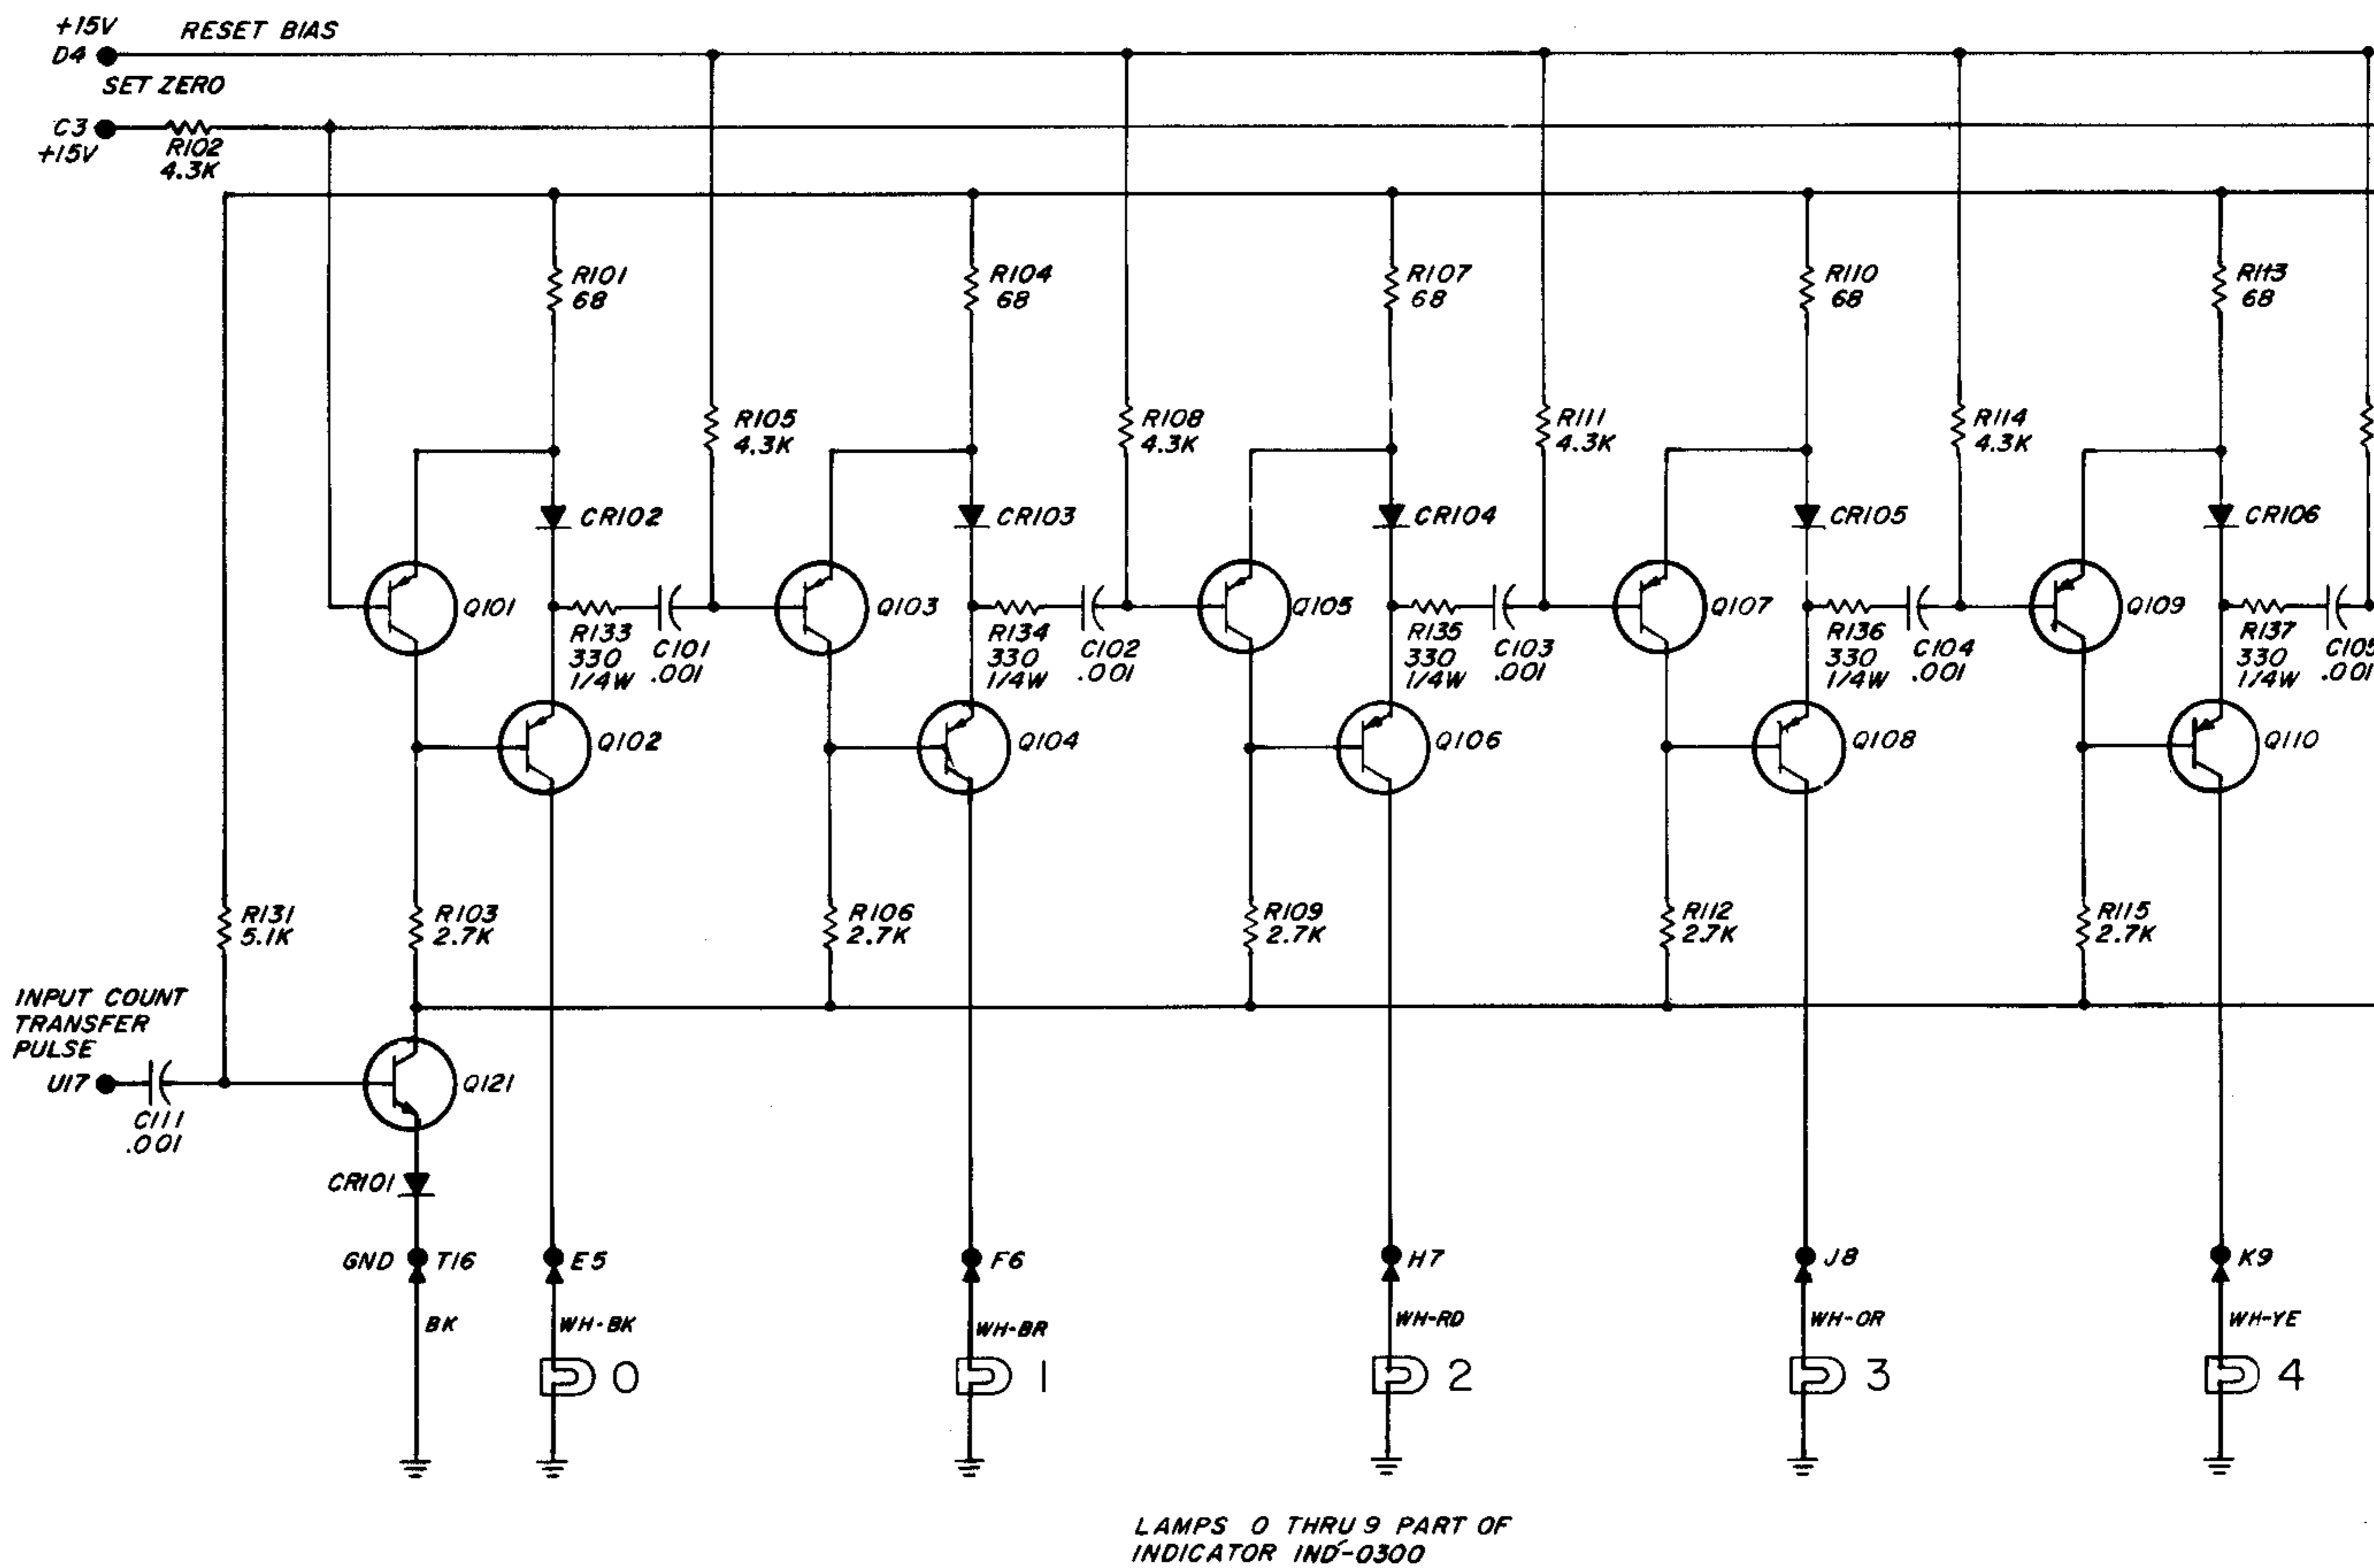 +15V
RESET BIAS
D4
SET ZERO
C3
+15V
R102
4.3K
R101
68
R104
68
R107
68
R110
68
R113
68
R105
4.3K
R108
4.3K
R111
4.3K
R114
4.3K
CR102
CR103
CR104
CR105
CR106
Q101
Q103
Q105
Q107
Q109
R133
330
1/4W
C101
.001
R134
330
1/4W
C102
.001
R135
330
1/4W
C103
.001
R136
330
1/4W
C104
.001
R137
330
1/4W
C105
.001
Q102
Q104
Q106
Q108
Q110
R131
5.1K
R103
2.7K
R106
2.7K
R109
2.7K
R112
2.7K
R115
2.7K
INPUT COUNT
TRANSFER
PULSE
U17
C111
.001
Q121
CR101
GND
T16
E5
F6
H7
J8
K9
BK
WH-BK
WH-BR
WH-RD
WH-OR
WH-YE
0
1
2
3
4
LAMPS 0 THRU 9 PART OF
INDICATOR IND-0300